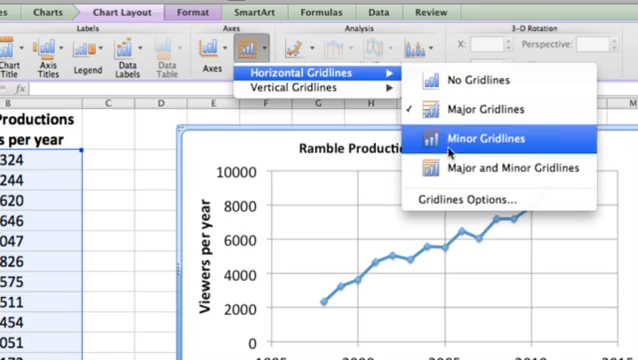 Charts
Chart Layout
Format
SmartArt
Formulas
Data
Review
Labels
Axes
Analysis
3-D Rotation
Chart
Title
Axis
Titles
Legend
Data
Labels
Data
Table
Axes
X:
Y:
Perspective:
Horizontal Gridlines
Vertical Gridlines
No Gridlines
Major Gridlines
Minor Gridlines
Major and Minor Gridlines
Gridlines Options...
fx
B
C
D
E
F
G
H
M
Productions
s per year
324
244
620
646
047
826
575
511
454
051
Viewers per year
10000
8000
6000
4000
2000
0
2010